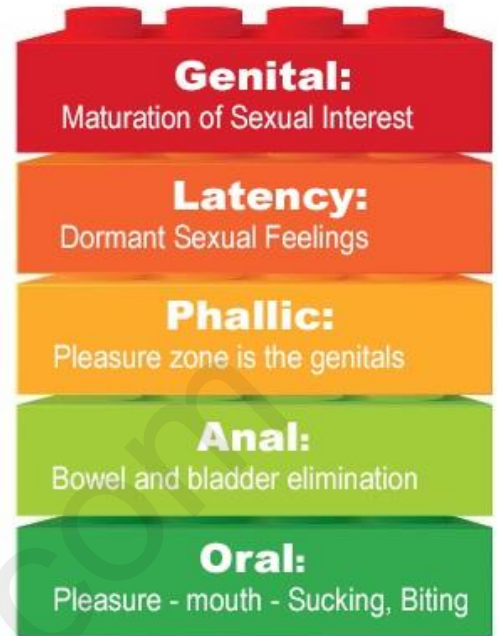 Genital:
Maturation of Sexual Interest
Latency:
Dormant Sexual Feelings
Phallic:
Pleasure zone is the genitals
Anal:
Bowel and bladder elimination
Oral:
Pleasure - mouth - Sucking, Biting
com